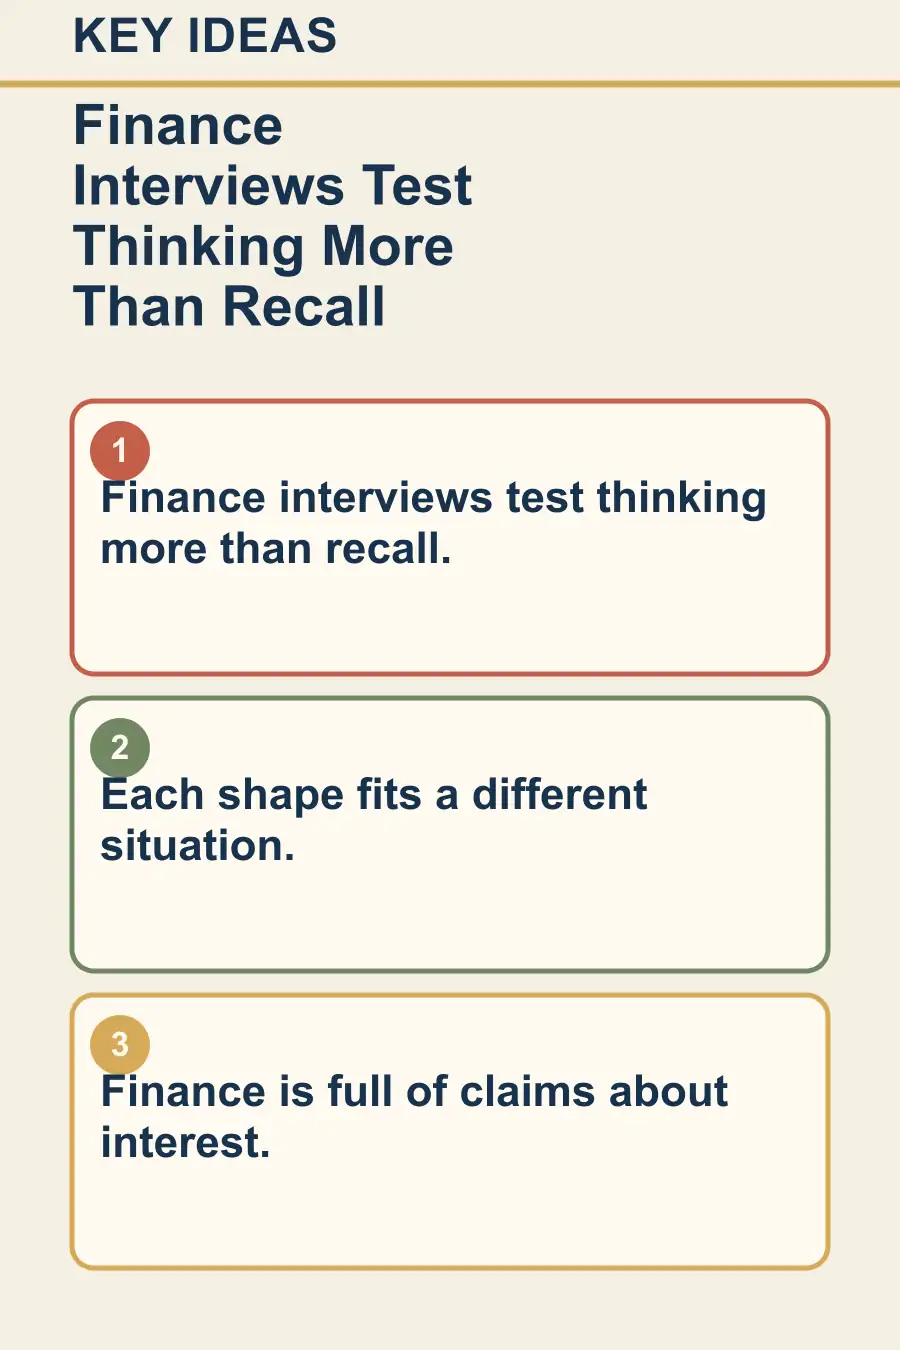 KEY IDEAS
Finance
Interviews Test
Thinking More
Than Recall
1
Finance interviews test thinking
more than recall.
2
Each shape fits a different
situation.
3
Finance is full of claims about
interest.